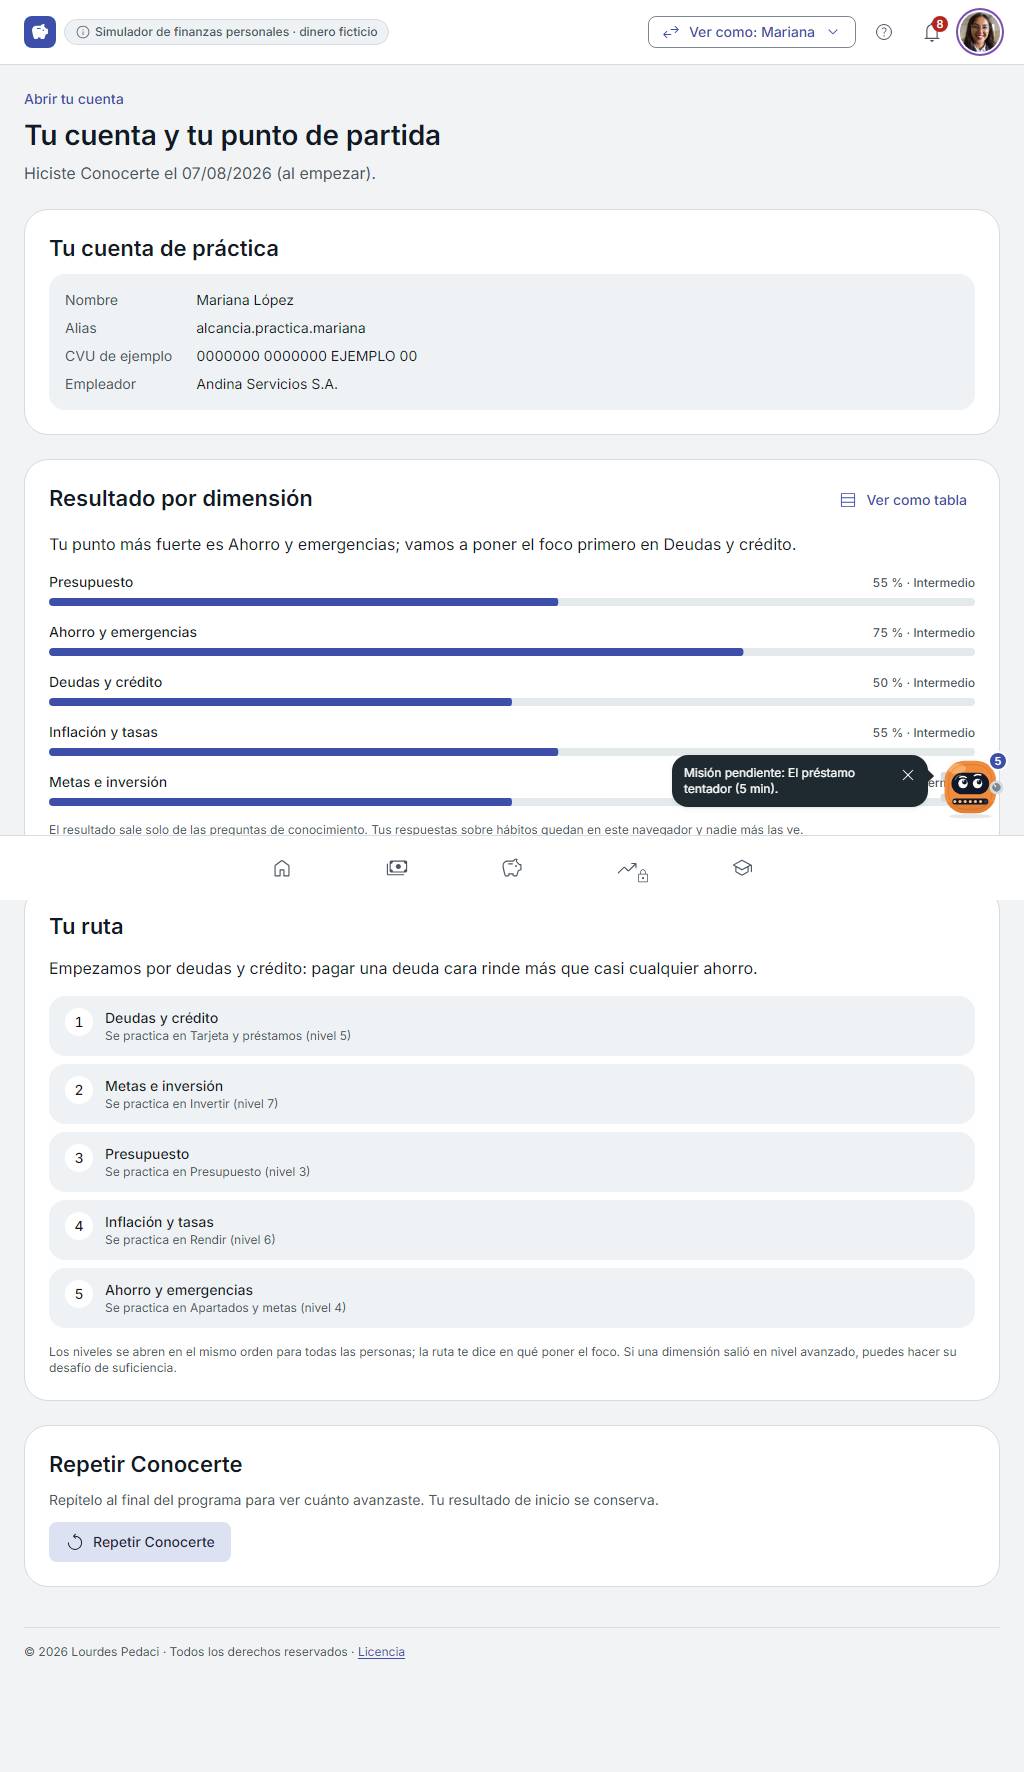 Simulador de finanzas personales · dinero ficticio
Ver como: Mariana
8
Abrir tu cuenta
Tu cuenta y tu punto de partida
Hiciste Conocerte el 07/08/2026 (al empezar).
Tu cuenta de práctica
Nombre Mariana López
Alias alcancia.practica.mariana
CVU de ejemplo 0000000 0000000 EJEMPLO 00
Empleador Andina Servicios S.A.
Resultado por dimensión
Ver como tabla
Tu punto más fuerte es Ahorro y emergencias; vamos a poner el foco primero en Deudas y crédito.
Presupuesto 55 % · Intermedio
Ahorro y emergencias 75 % · Intermedio
Deudas y crédito 50 % · Intermedio
Inflación y tasas 55 % · Intermedio
Metas e inversión
Misión pendiente: El préstamo
tentador (5 min).
5
El resultado sale solo de las preguntas de conocimiento. Tus respuestas sobre hábitos quedan en este navegador y nadie más las ve.
Tu ruta
Empezamos por deudas y crédito: pagar una deuda cara rinde más que casi cualquier ahorro.
1 Deudas y crédito
Se practica en Tarjeta y préstamos (nivel 5)
2 Metas e inversión
Se practica en Invertir (nivel 7)
3 Presupuesto
Se practica en Presupuesto (nivel 3)
4 Inflación y tasas
Se practica en Rendir (nivel 6)
5 Ahorro y emergencias
Se practica en Apartados y metas (nivel 4)
Los niveles se abren en el mismo orden para todas las personas; la ruta te dice en qué poner el foco. Si una dimensión salió en nivel avanzado, puedes hacer su
desafío de suficiencia.
Repetir Conocerte
Repítelo al final del programa para ver cuánto avanzaste. Tu resultado de inicio se conserva.
Repetir Conocerte
© 2026 Lourdes Pedaci · Todos los derechos reservados · Licencia